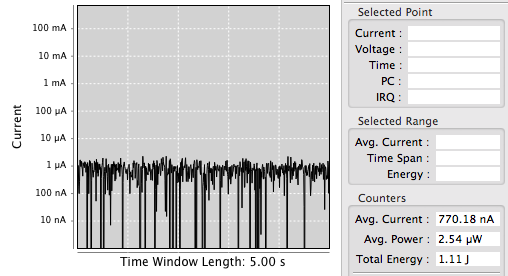 Current
100 mA
10 mA
1 mA
100 µA
10 µA
1 µA
100 nA
10 nA
Time Window Length: 5.00 s
Selected Point
Current :
Voltage :
Time :
PC :
IRQ :
Selected Range
Avg. Current :
Time Span :
Energy :
Counters
Avg. Current : 770.18 nA
Avg. Power : 2.54 µW
Total Energy : 1.11 J